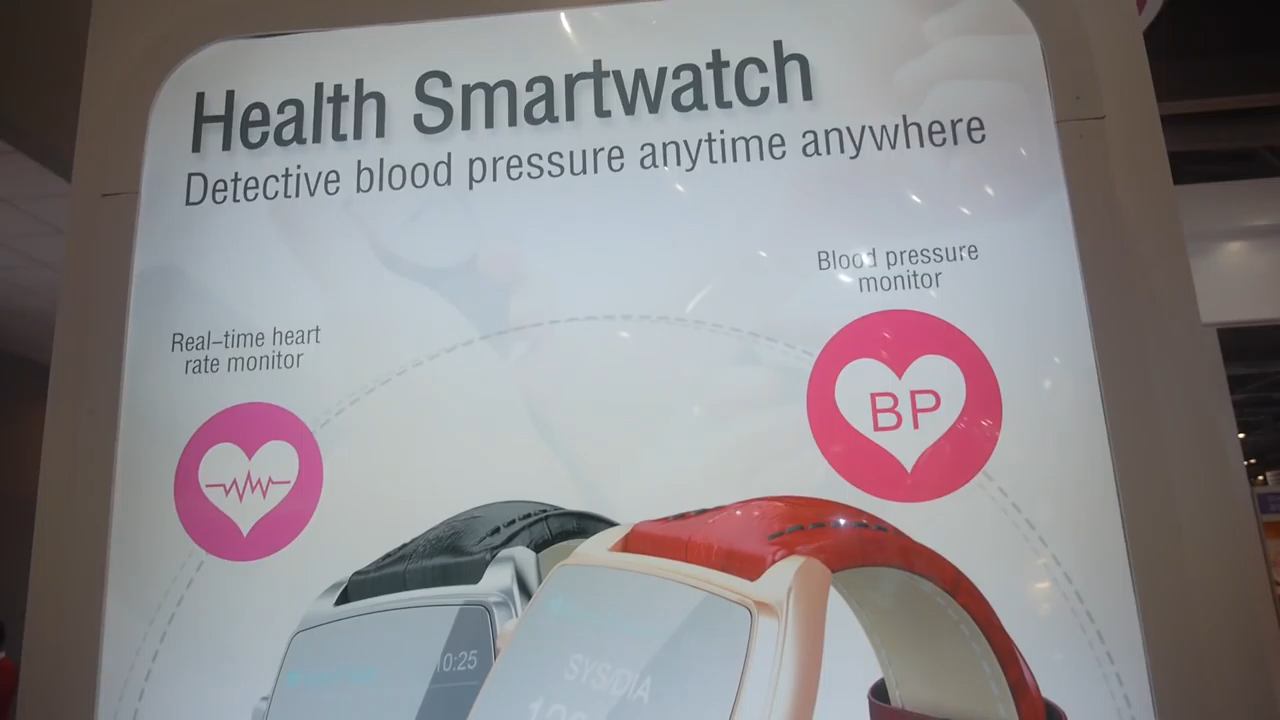 Health Smartwatch
Detective blood pressure anytime anywhere
Blood pressure
monitor
Real-time heart
rate monitor
BP
10:25
SYS/DIA